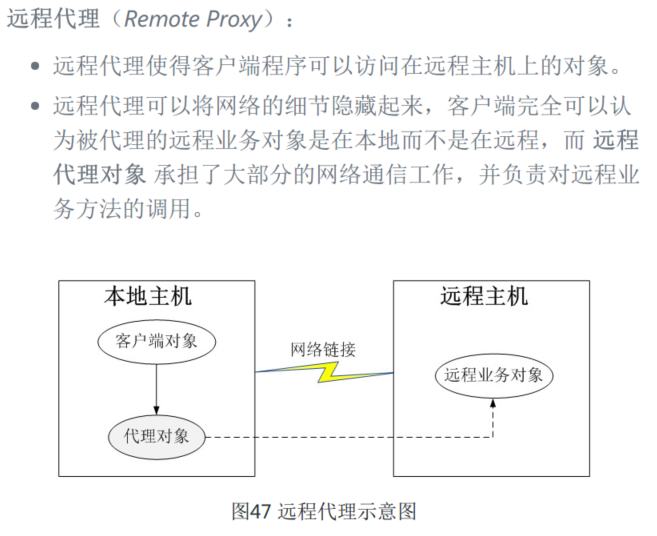 远程代理（Remote Proxy）：
远程代理使得客户端程序可以访问在远程主机上的对象。
远程代理可以将网络的细节隐藏起来，客户端完全可以认
为被代理的远程业务对象是在本地而不是在远程，而 远程
代理对象 承担了大部分的网络通信工作，并负责对远程业
务方法的调用。
本地主机
远程主机
客户端对象
网络链接
远程业务对象
代理对象
图47 远程代理示意图